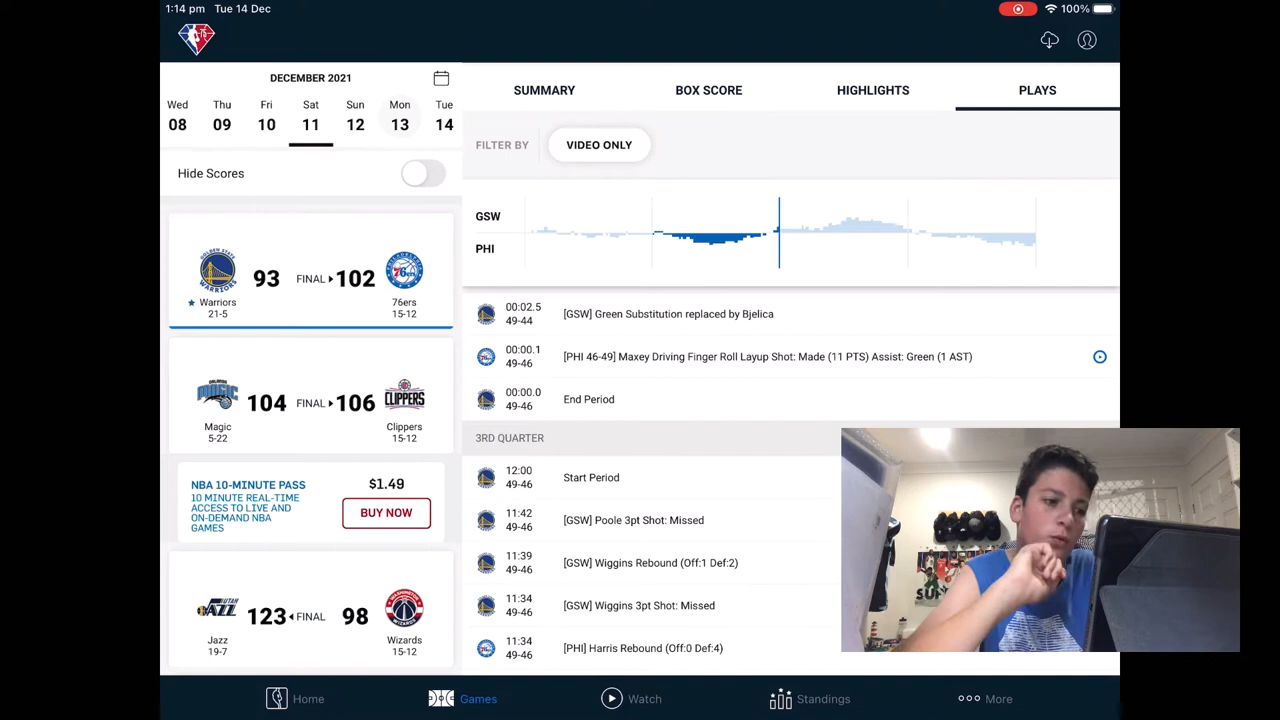 1:14 pm Tue 14 Dec
100%
DECEMBER 2021
Wed Thu Fri Sat Sun Mon Tue
08 09 10 11 12 13 14
Hide Scores
93 FINAL 102
Warriors 76ers
21-5 15-12
MAGIC
CLIPPERS
104 FINAL 106
Magic Clippers
5-22 15-12
NBA 10-MINUTE PASS
10 MINUTE REAL-TIME
ACCESS TO LIVE AND
ON-DEMAND NBA
GAMES
$1.49
BUY NOW
JAZZ
123 FINAL 98
Jazz Wizards
19-7 15-12
SUMMARY BOX SCORE HIGHLIGHTS PLAYS
FILTER BY VIDEO ONLY
GSW
PHI
00:02.5
49-44
[GSW] Green Substitution replaced by Bjelica
00:00.1
49-46
[PHI 46-49] Maxey Driving Finger Roll Layup Shot: Made (11 PTS) Assist: Green (1 AST)
00:00.0
49-46
End Period
3RD QUARTER
12:00
49-46
Start Period
11:42
49-46
[GSW] Poole 3pt Shot: Missed
11:39
49-46
[GSW] Wiggins Rebound (Off:1 Def:2)
11:34
49-46
[GSW] Wiggins 3pt Shot: Missed
11:34
49-46
[PHI] Harris Rebound (Off:0 Def:4)
Home Games Watch Standings More